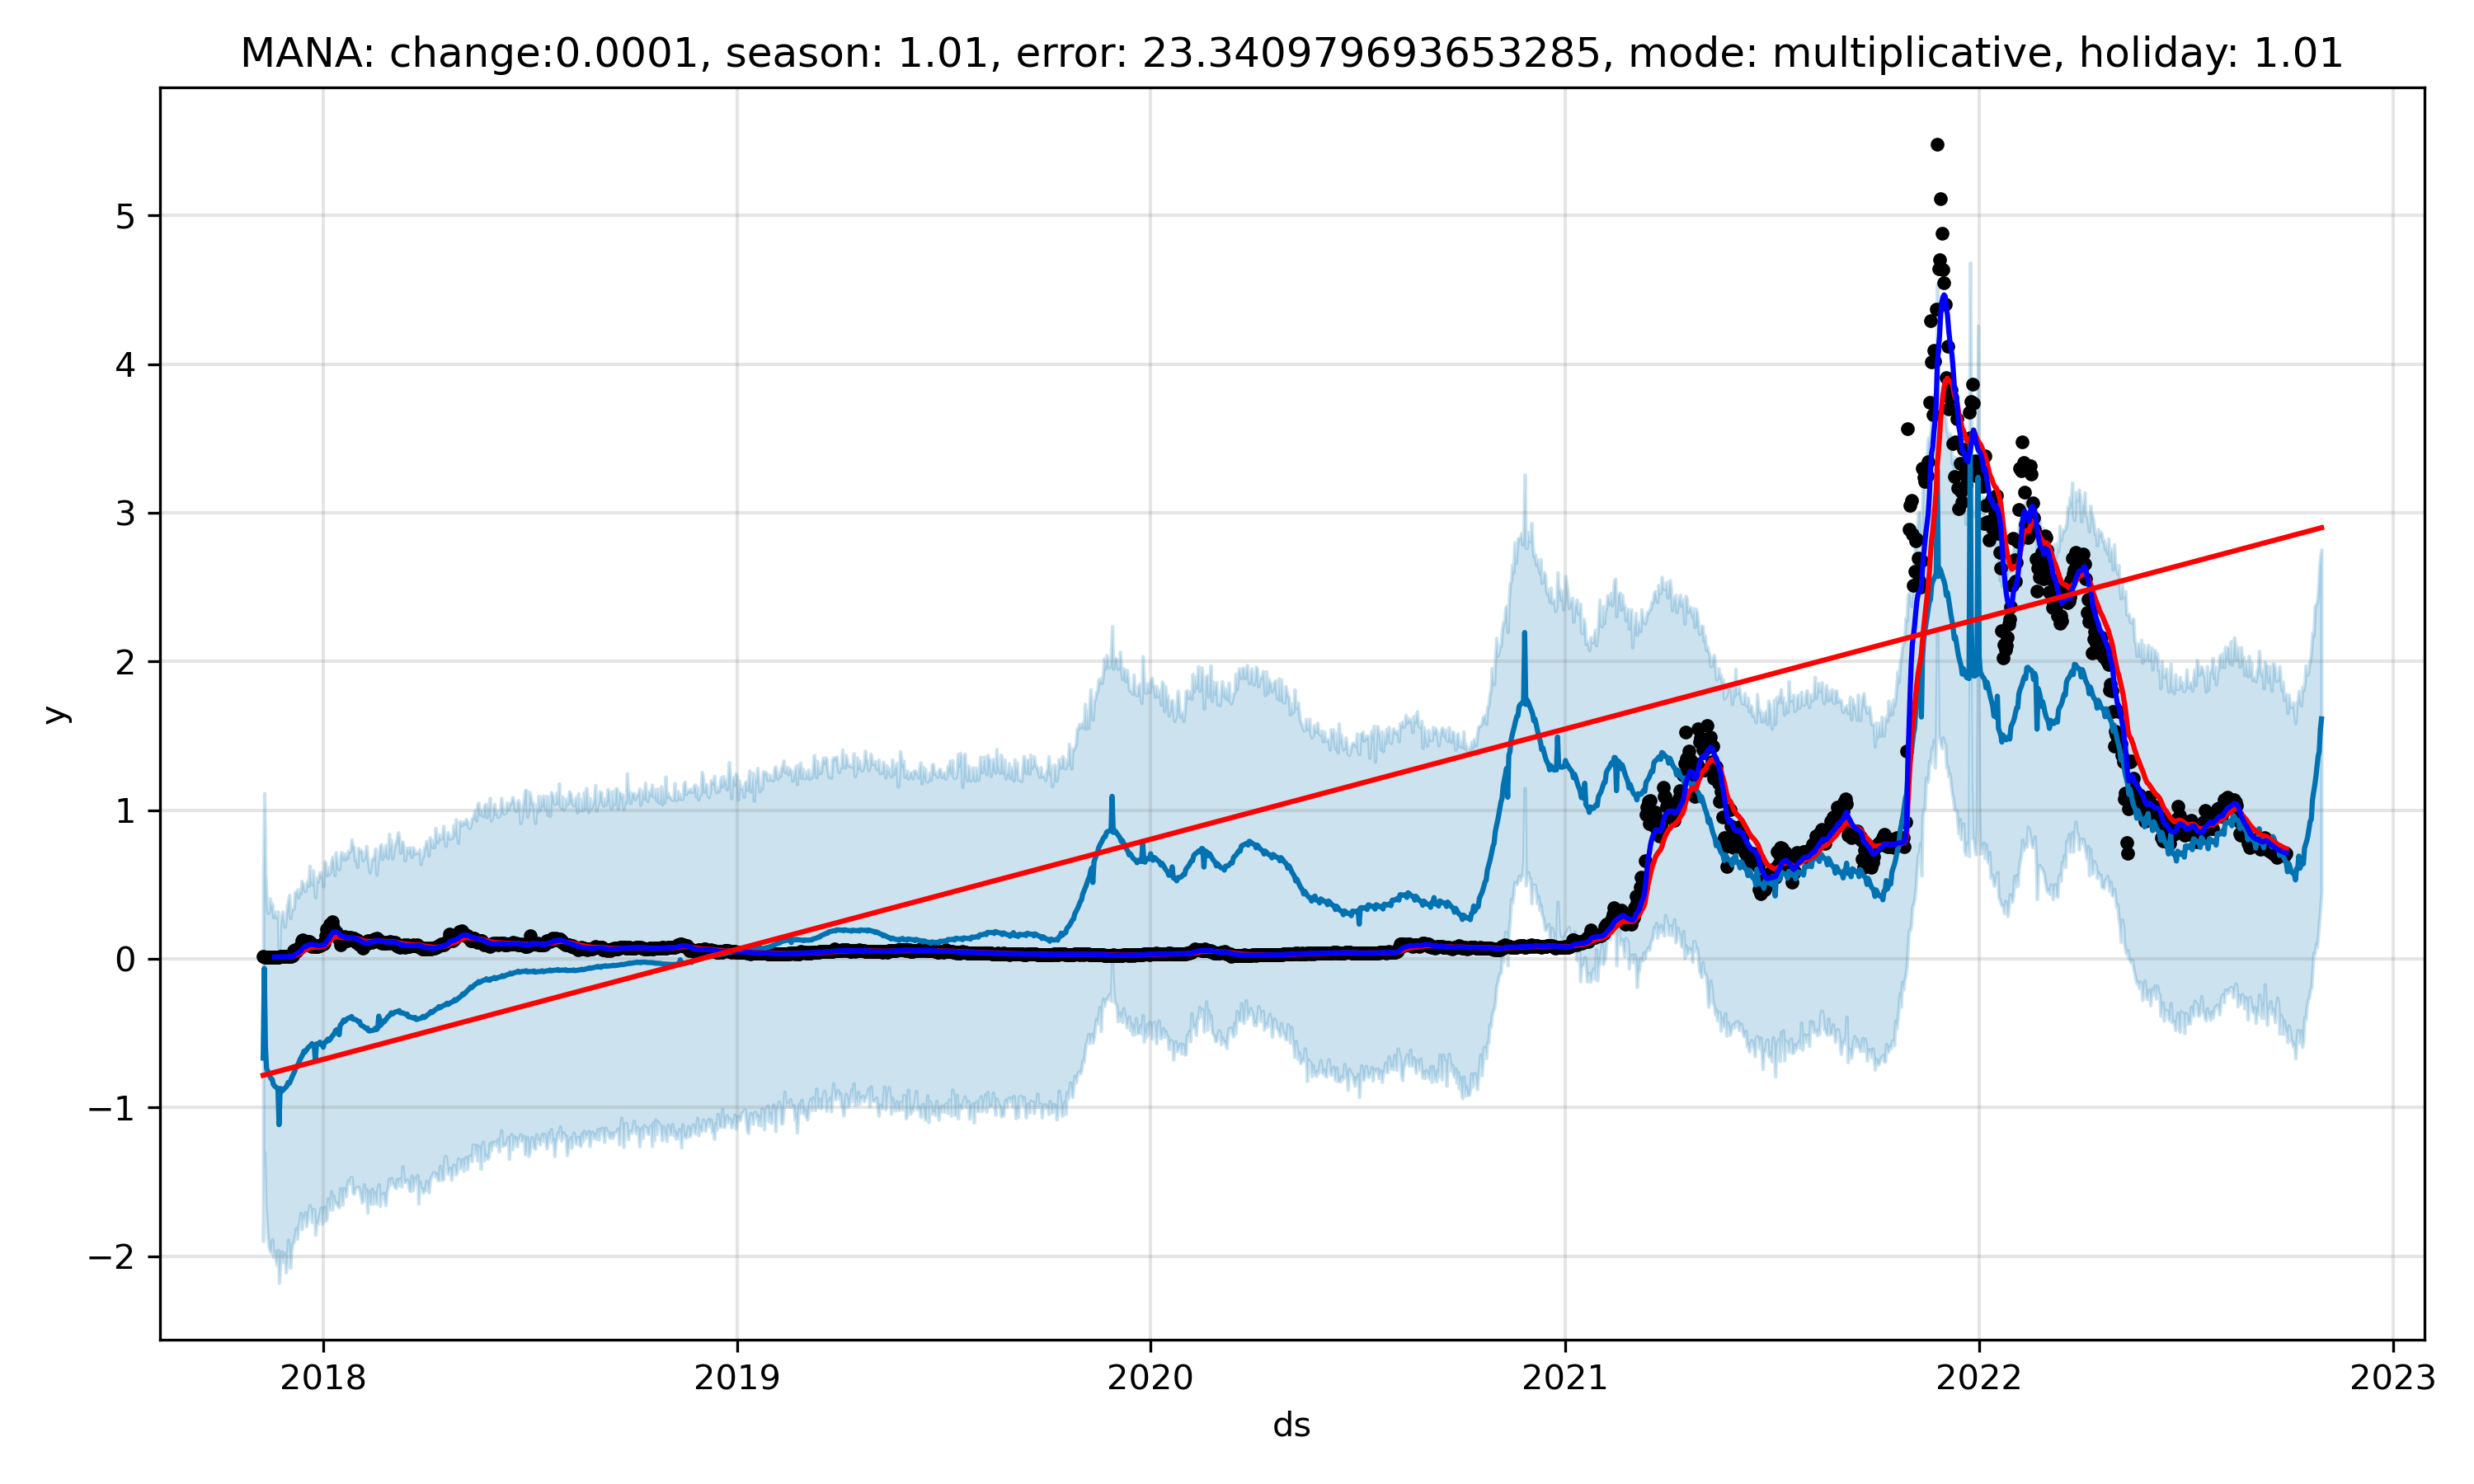 MANA: change:0.0001, season: 1.01, error: 23.340979693653285, mode: multiplicative, holiday: 1.01
5
4
3
2
1
0
−1
−2
y
2018 2019 2020 2021 2022 2023
ds